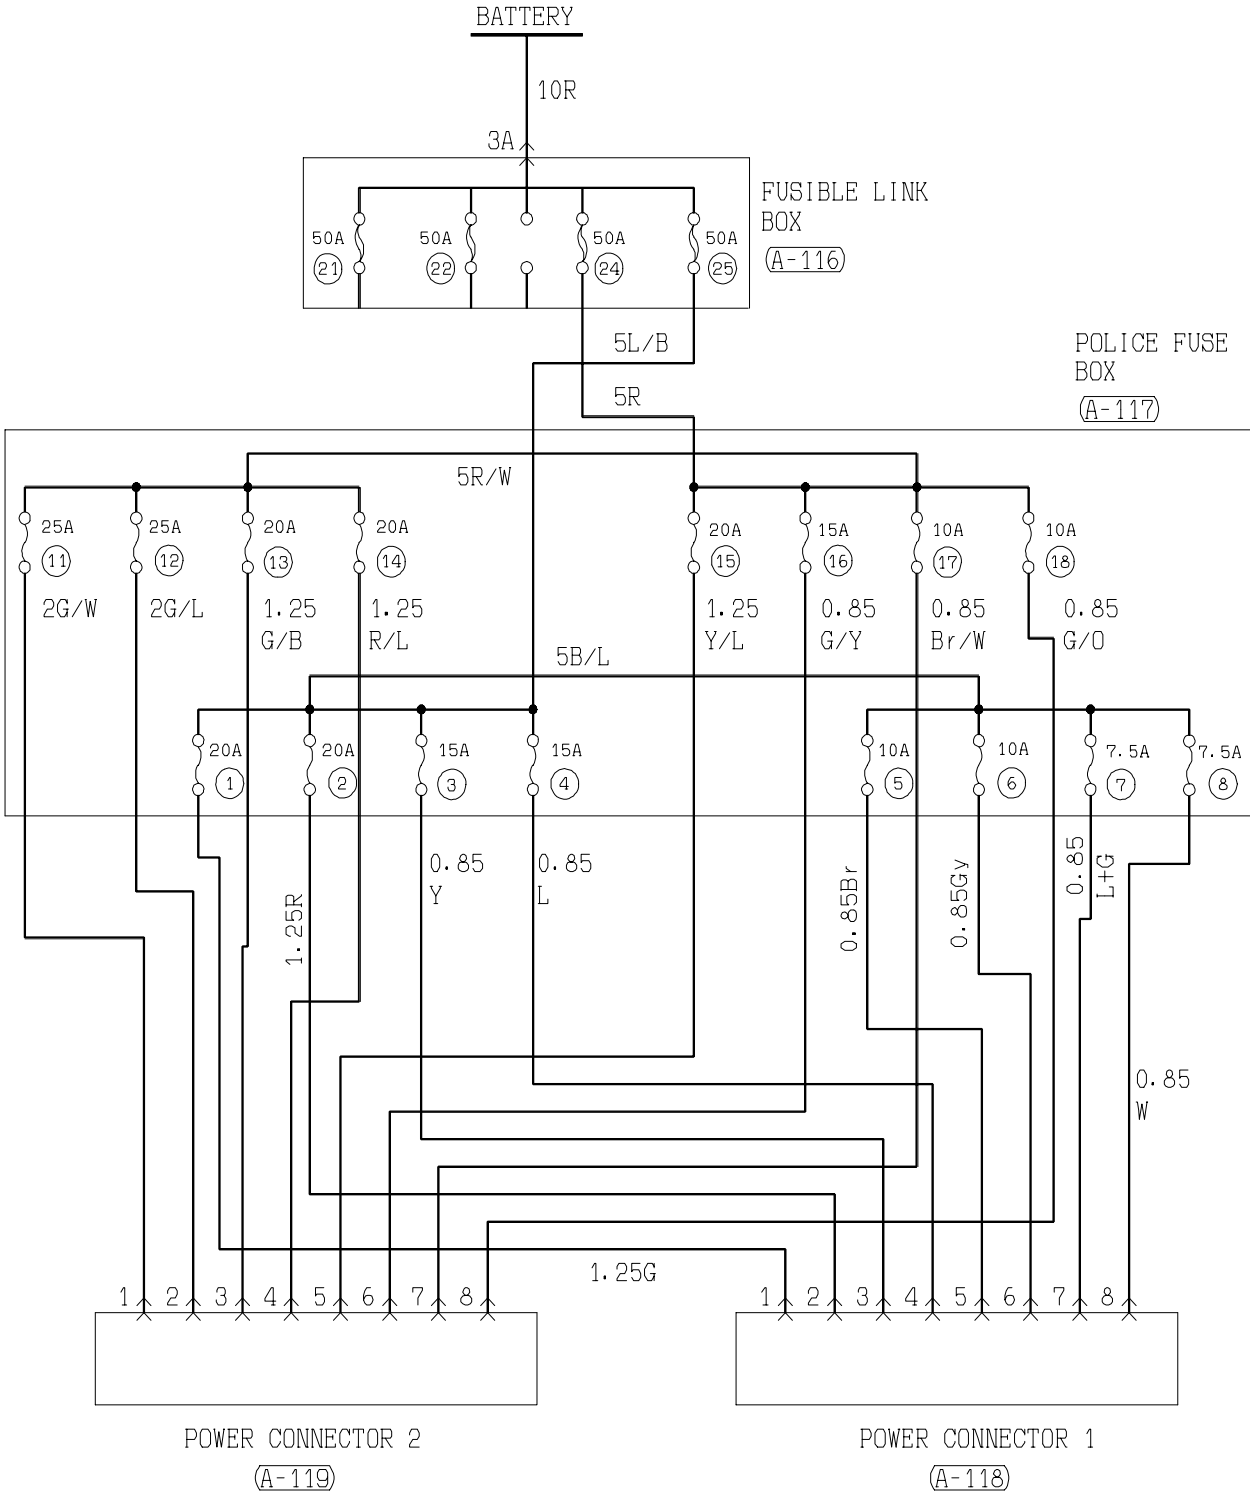 BATTERY
10R
3A
FUSIBLE LINK
BOX
A-116
50A
50A
50A
50A
21
22
24
25
5L/B
POLICE FUSE
BOX
A-117
5R
5R/W
25A
25A
20A
20A
20A
15A
10A
10A
11
12
13
14
15
16
17
18
2G/W
2G/L
1.25
G/B
1.25
R/L
1.25
Y/L
0.85
G/Y
0.85
Br/W
0.85
G/O
5B/L
20A
20A
15A
15A
10A
10A
7.5A
7.5A
1
2
3
4
5
6
7
8
1.25R
0.85
Y
0.85
L
0.85Br
0.85Gy
0.85
L+G
0.85
W
1.25G
1 2 3 4 5 6 7 8
1 2 3 4 5 6 7 8
POWER CONNECTOR 2
A-119
POWER CONNECTOR 1
A-118